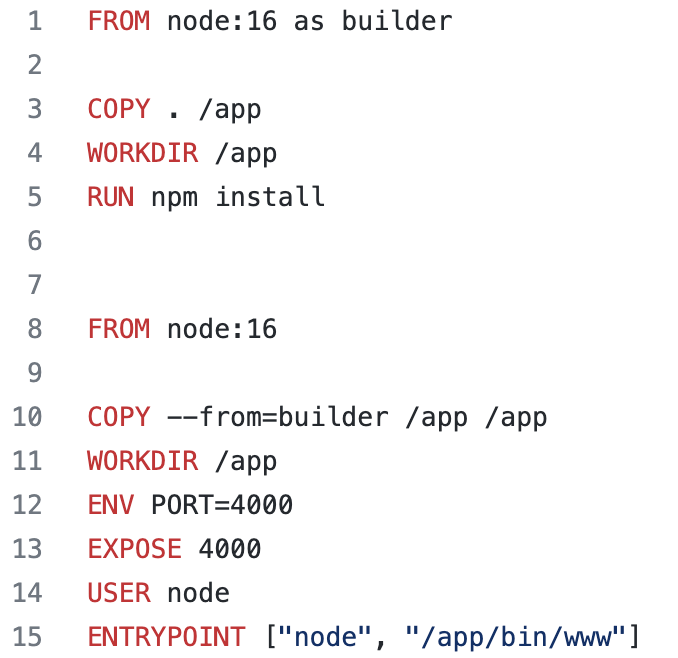 1 FROM node:16 as builder
2
3 COPY . /app
4 WORKDIR /app
5 RUN npm install
6
7
8 FROM node:16
9
10 COPY --from=builder /app /app
11 WORKDIR /app
12 ENV PORT=4000
13 EXPOSE 4000
14 USER node
15 ENTRYPOINT ["node", "/app/bin/www"]